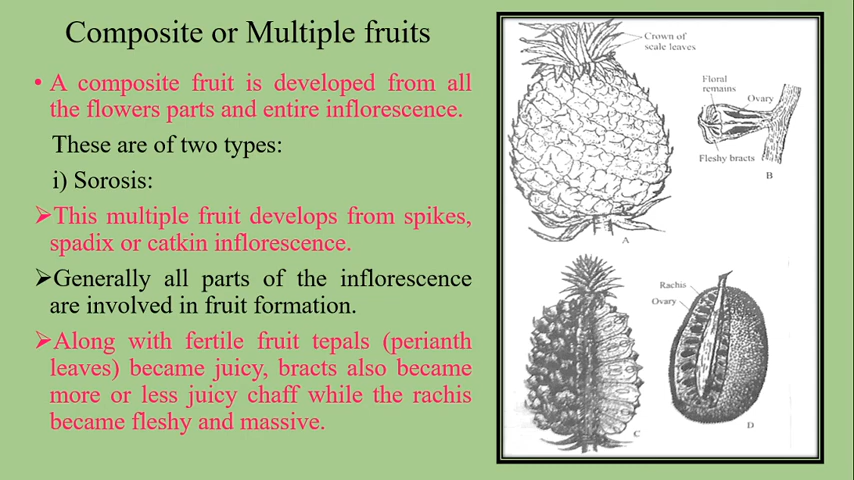 Composite or Multiple fruits
• A composite fruit is developed from all
the flowers parts and entire inflorescence.
These are of two types:
i) Sorosis:
➢This multiple fruit develops from spikes,
spadix or catkin inflorescence.
➢Generally all parts of the inflorescence
are involved in fruit formation.
➢Along with fertile fruit tepals (perianth
leaves) became juicy, bracts also became
more or less juicy chaff while the rachis
became fleshy and massive.
Crown of
scale leaves
Floral
remains
Ovary
Fleshy bracts
B
A
Rachis
Ovary
C
D